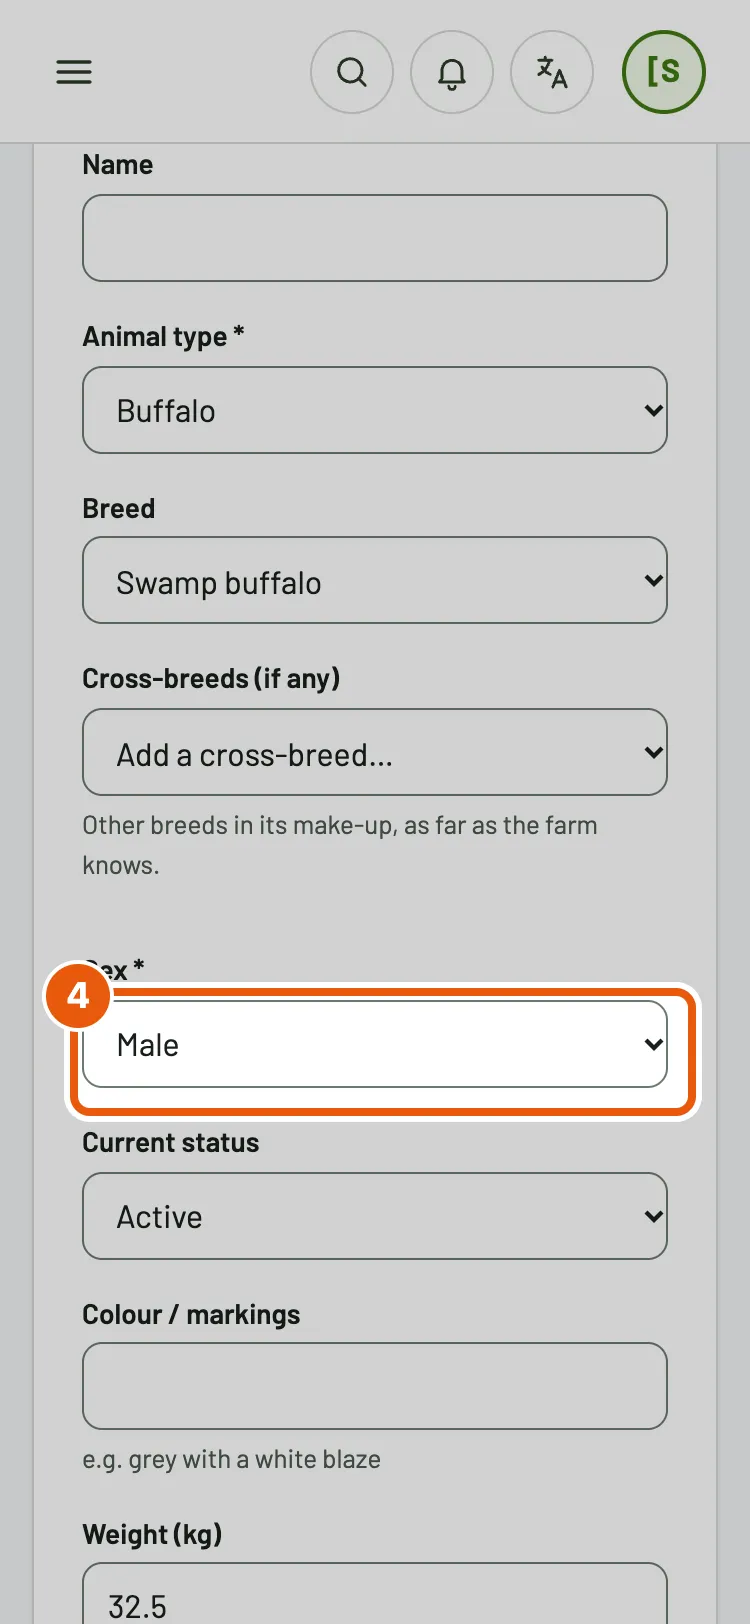 [S
Name
Animal type *
Buffalo
Breed
Swamp buffalo
Cross-breeds (if any)
Add a cross-breed...
Other breeds in its make-up, as far as the farm
knows.
Sex *
4
Male
Current status
Active
Colour / markings
e.g. grey with a white blaze
Weight (kg)
32.5